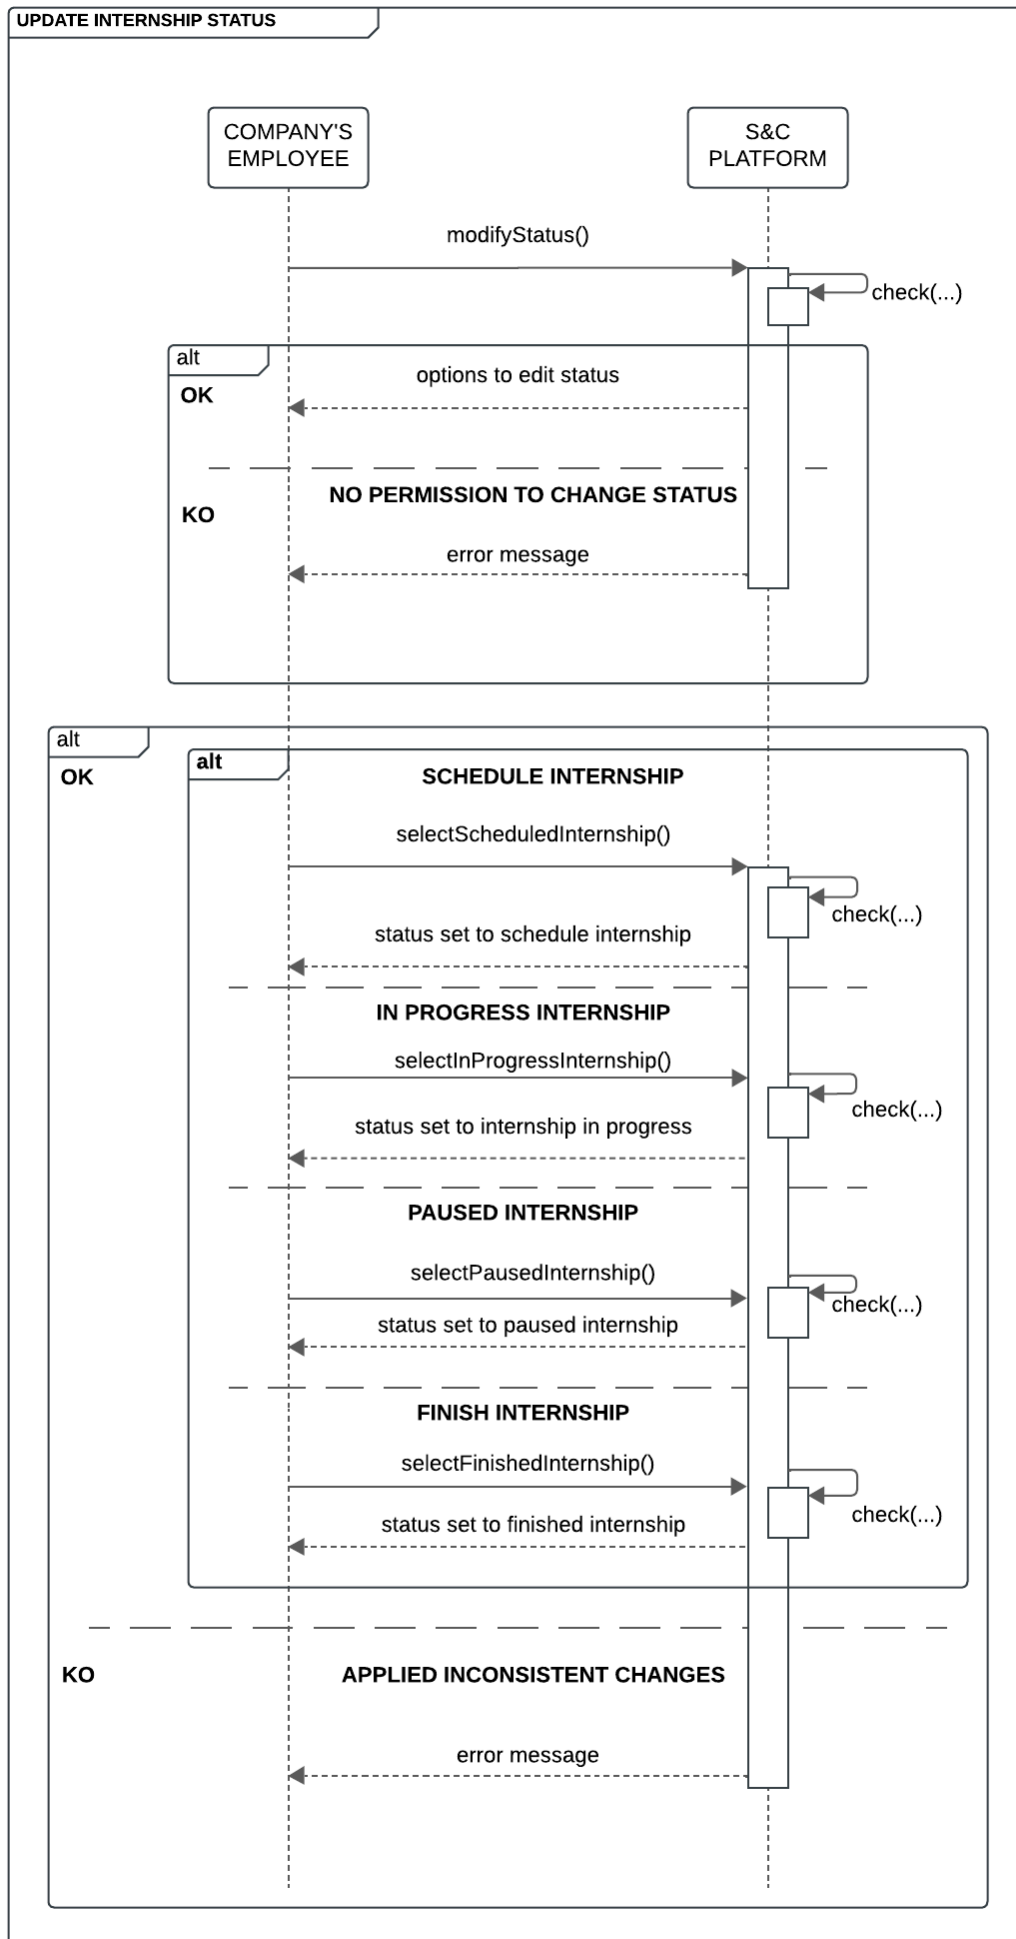 UPDATE INTERNSHIP STATUS
COMPANY'S
EMPLOYEE
S&C
PLATFORM
modifyStatus()
check(...)
alt
options to edit status
OK
NO PERMISSION TO CHANGE STATUS
KO
error message
alt
alt
OK
SCHEDULE INTERNSHIP
selectScheduledInternship()
check(...)
status set to schedule internship
IN PROGRESS INTERNSHIP
selectInProgressInternship()
check(...)
status set to internship in progress
PAUSED INTERNSHIP
selectPausedInternship()
check(...)
status set to paused internship
FINISH INTERNSHIP
selectFinishedInternship()
check(...)
status set to finished internship
KO
APPLIED INCONSISTENT CHANGES
error message